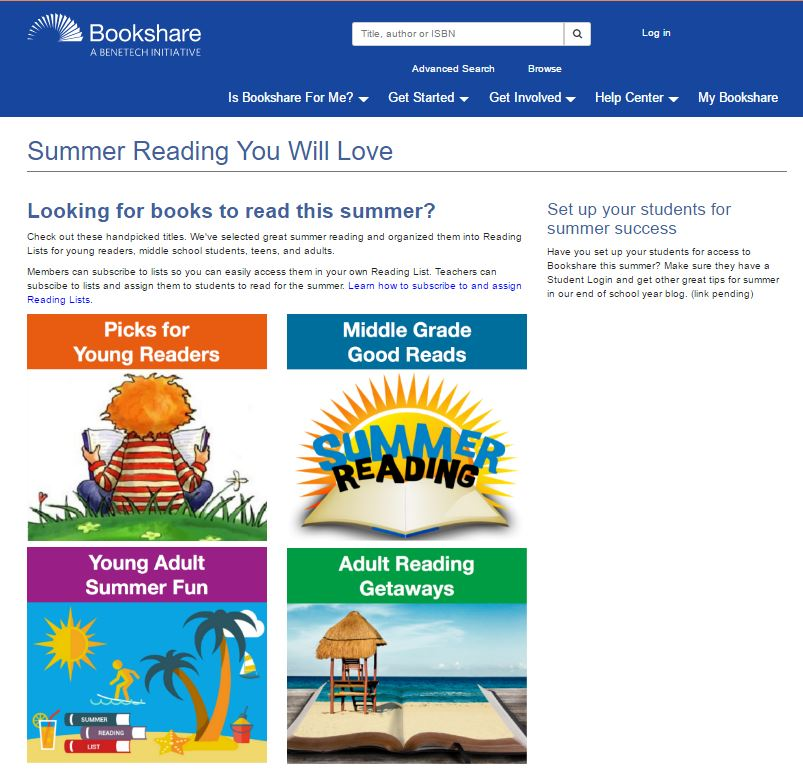 Bookshare
A BENETECH INITIATIVE
Title, author or ISBN
Log in
Advanced Search
Browse
Is Bookshare For Me?
Get Started
Get Involved
Help Center
My Bookshare
Summer Reading You Will Love
Looking for books to read this summer?
Check out these handpicked titles. We've selected great summer reading and organized them into Reading
Lists for young readers, middle school students, teens, and adults.
Members can subscribe to lists so you can easily access them in your own Reading List. Teachers can
subscibe to lists and assign them to students to read for the summer. Learn how to subscribe to and assign
Reading Lists.
Picks for
Young Readers
Middle Grade
Good Reads
SUMMER
READING
Young Adult
Summer Fun
SUMMER
READING
LIST
Adult Reading
Getaways
Set up your students for
summer success
Have you set up your students for access to
Bookshare this summer? Make sure they have a
Student Login and get other great tips for summer
in our end of school year blog. (link pending)